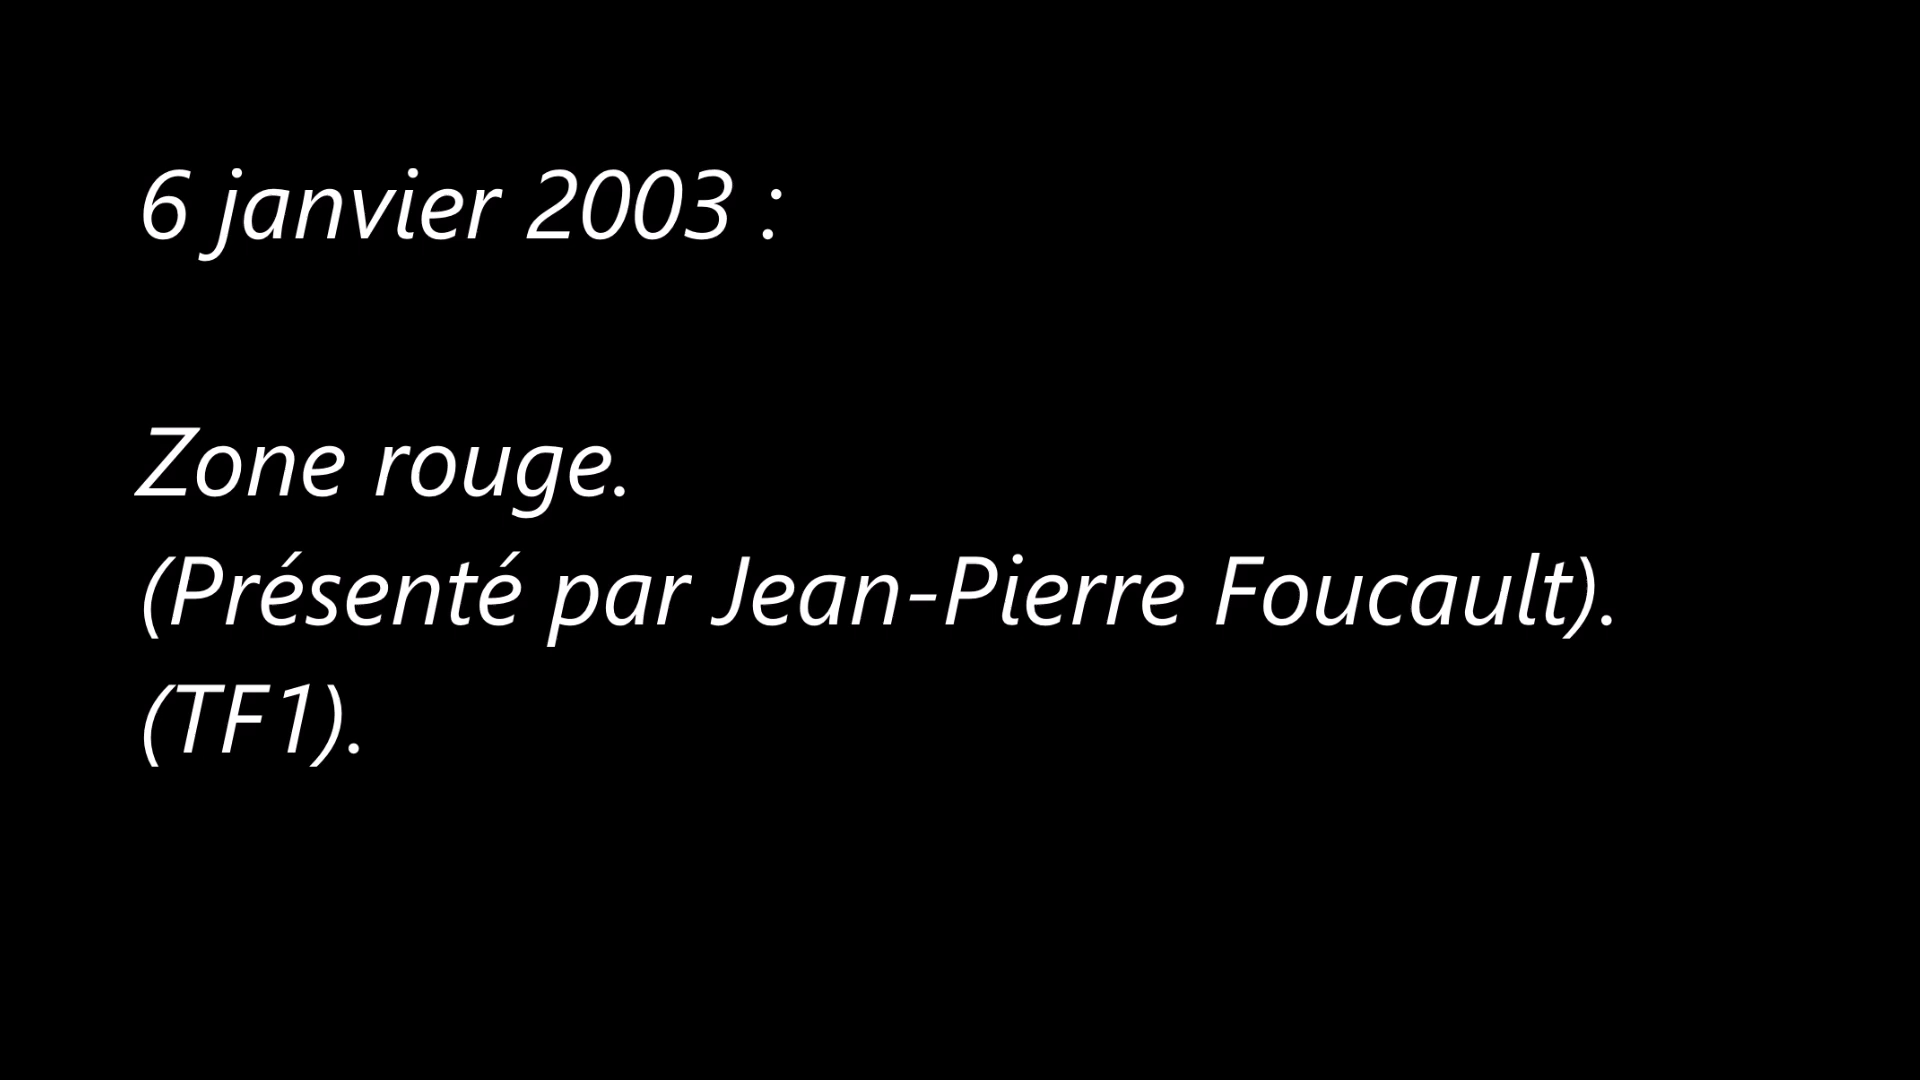 6 janvier 2003 :
Zone rouge.
(Présenté par Jean-Pierre Foucault).
(TF1).